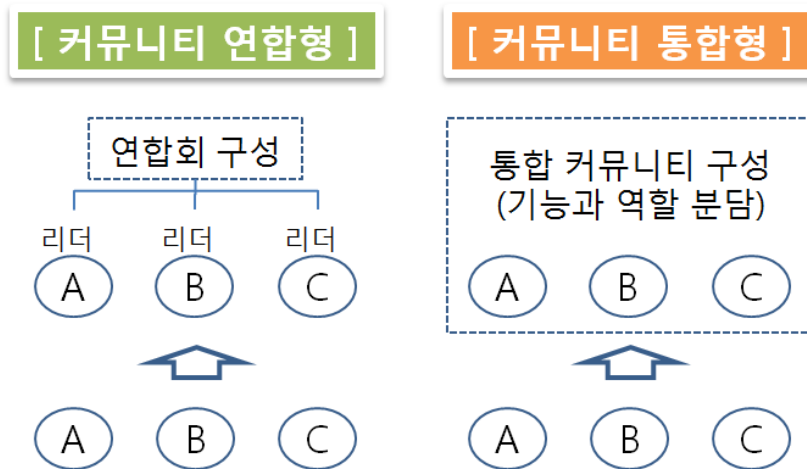 [ 커뮤니티 연합형 ]
연합회 구성
리더 리더 리더
A B C
A B C
[ 커뮤니티 통합형 ]
통합 커뮤니티 구성
(기능과 역할 분담)
A B C
A B C